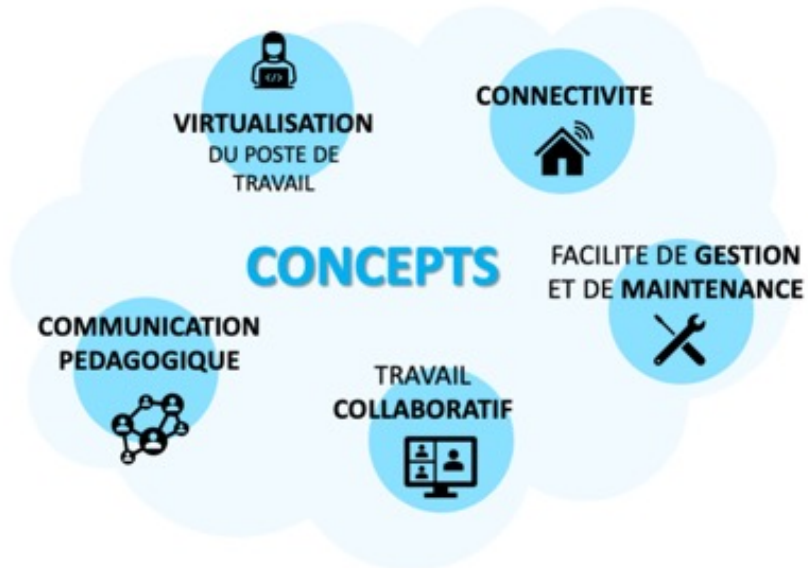 VIRTUALISATION
DU POSTE DE
TRAVAIL
CONNECTIVITE
CONCEPTS
FACILITE DE GESTION
ET DE MAINTENANCE
COMMUNICATION
PEDAGOGIQUE
TRAVAIL
COLLABORATIF